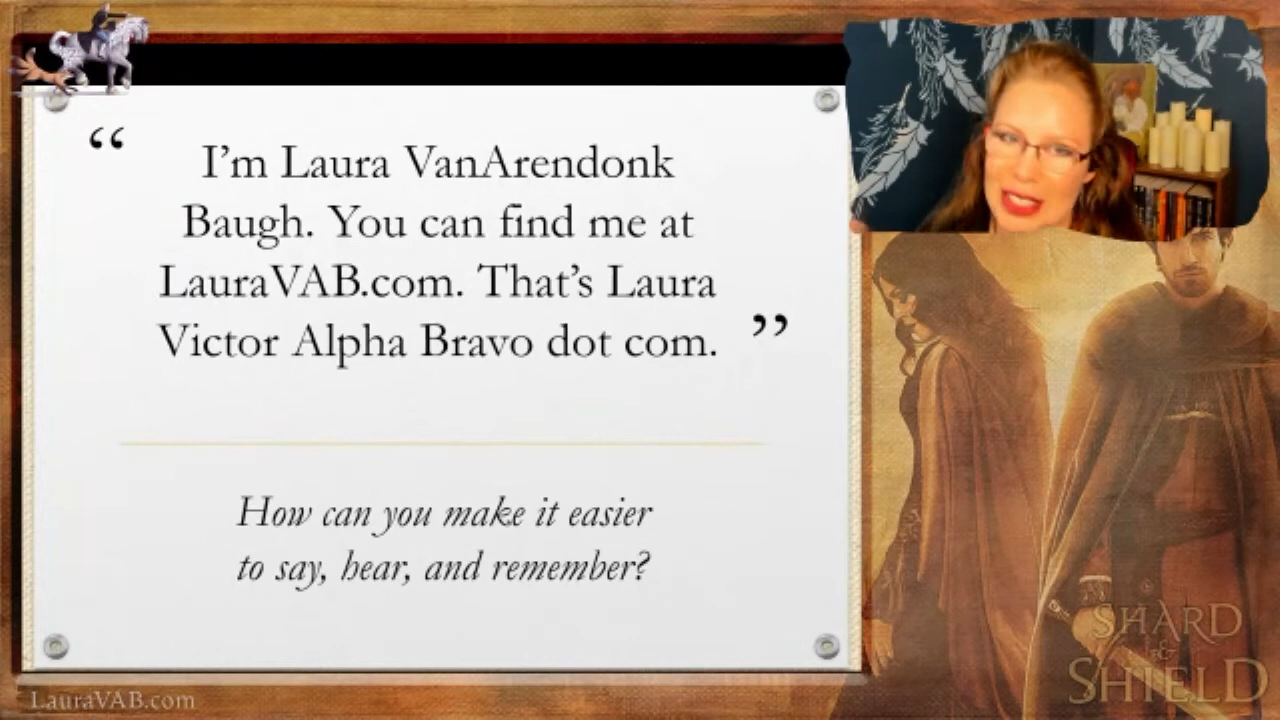 “
I’m Laura VanArendonk
Baugh. You can find me at
LauraVAB.com. That’s Laura
Victor Alpha Bravo dot com.
”
How can you make it easier
to say, hear, and remember?
LauraVAB.com
SHARD
&
SHIELD